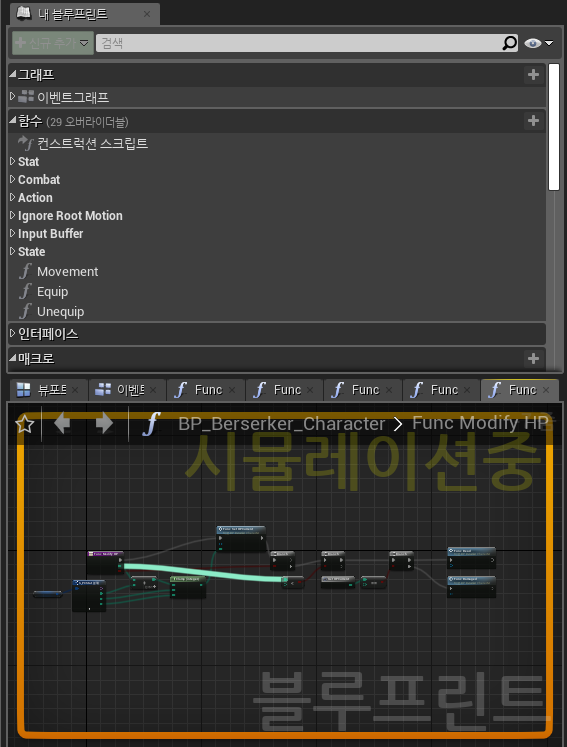 내 블루프린트
신규 추가
검색
그래프
이벤트그래프
함수 (29 오버라이더블)
컨스트럭션 스크립트
Stat
Combat
Action
Ignore Root Motion
Input Buffer
State
Movement
Equip
Unequip
인터페이스
매크로
뷰포트 이벤트 Func Func Func Func Func
BP_Berserker_Character > Func Modify HP
시뮬레이션중
Func Modify HP
블루프린트